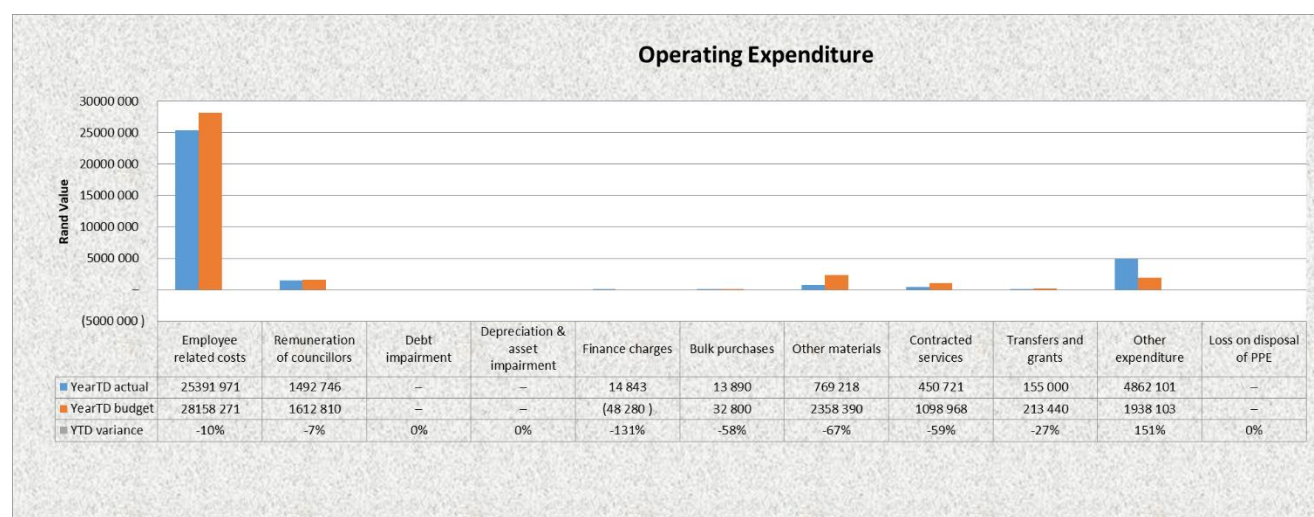 Operating Expenditure
30000 000
25000 000
20000 000
15000 000
10000 000
5000 000
–
(5000 000 )
Rand Value
Employee related costs
Remuneration of councillors
Debt impairment
Depreciation & asset impairment
Finance charges
Bulk purchases
Other materials
Contracted services
Transfers and grants
Other expenditure
Loss on disposal of PPE
YearTD actual 25391 971 1492 746 – – 14 843 13 890 769 218 450 721 155 000 4862 101 –
YearTD budget 28158 271 1612 810 – – (48 280 ) 32 800 2358 390 1098 968 213 440 1938 103 –
YTD variance -10% -7% 0% 0% -131% -58% -67% -59% -27% 151% 0%